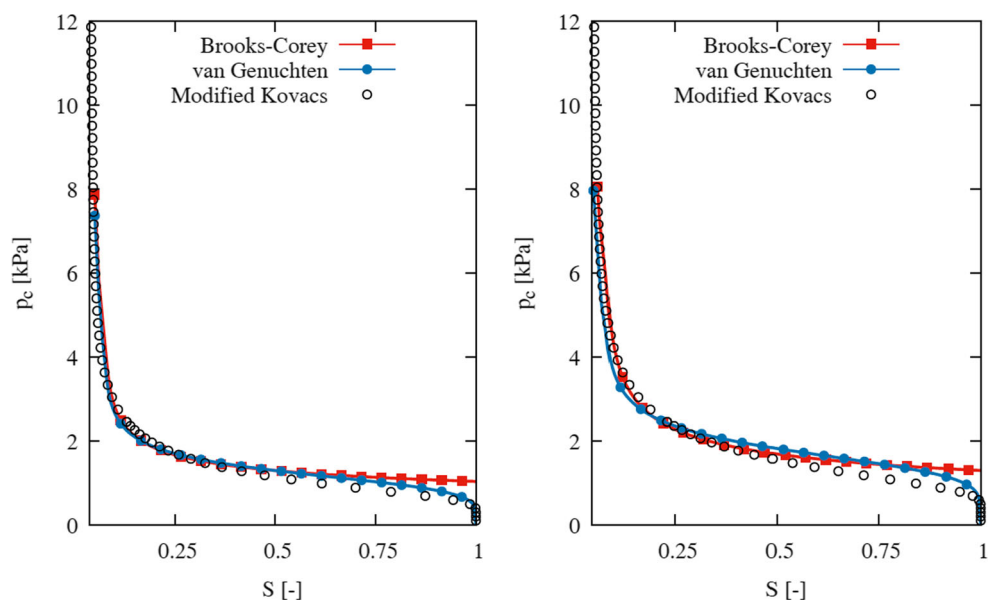 12
10
8
6
4
2
0
p_c [kPa]
Brooks-Corey
van Genuchten
Modified Kovacs
0.25
0.5
0.75
1
S [-]
12
10
8
6
4
2
0
p_c [kPa]
Brooks-Corey
van Genuchten
Modified Kovacs
0.25
0.5
0.75
1
S [-]